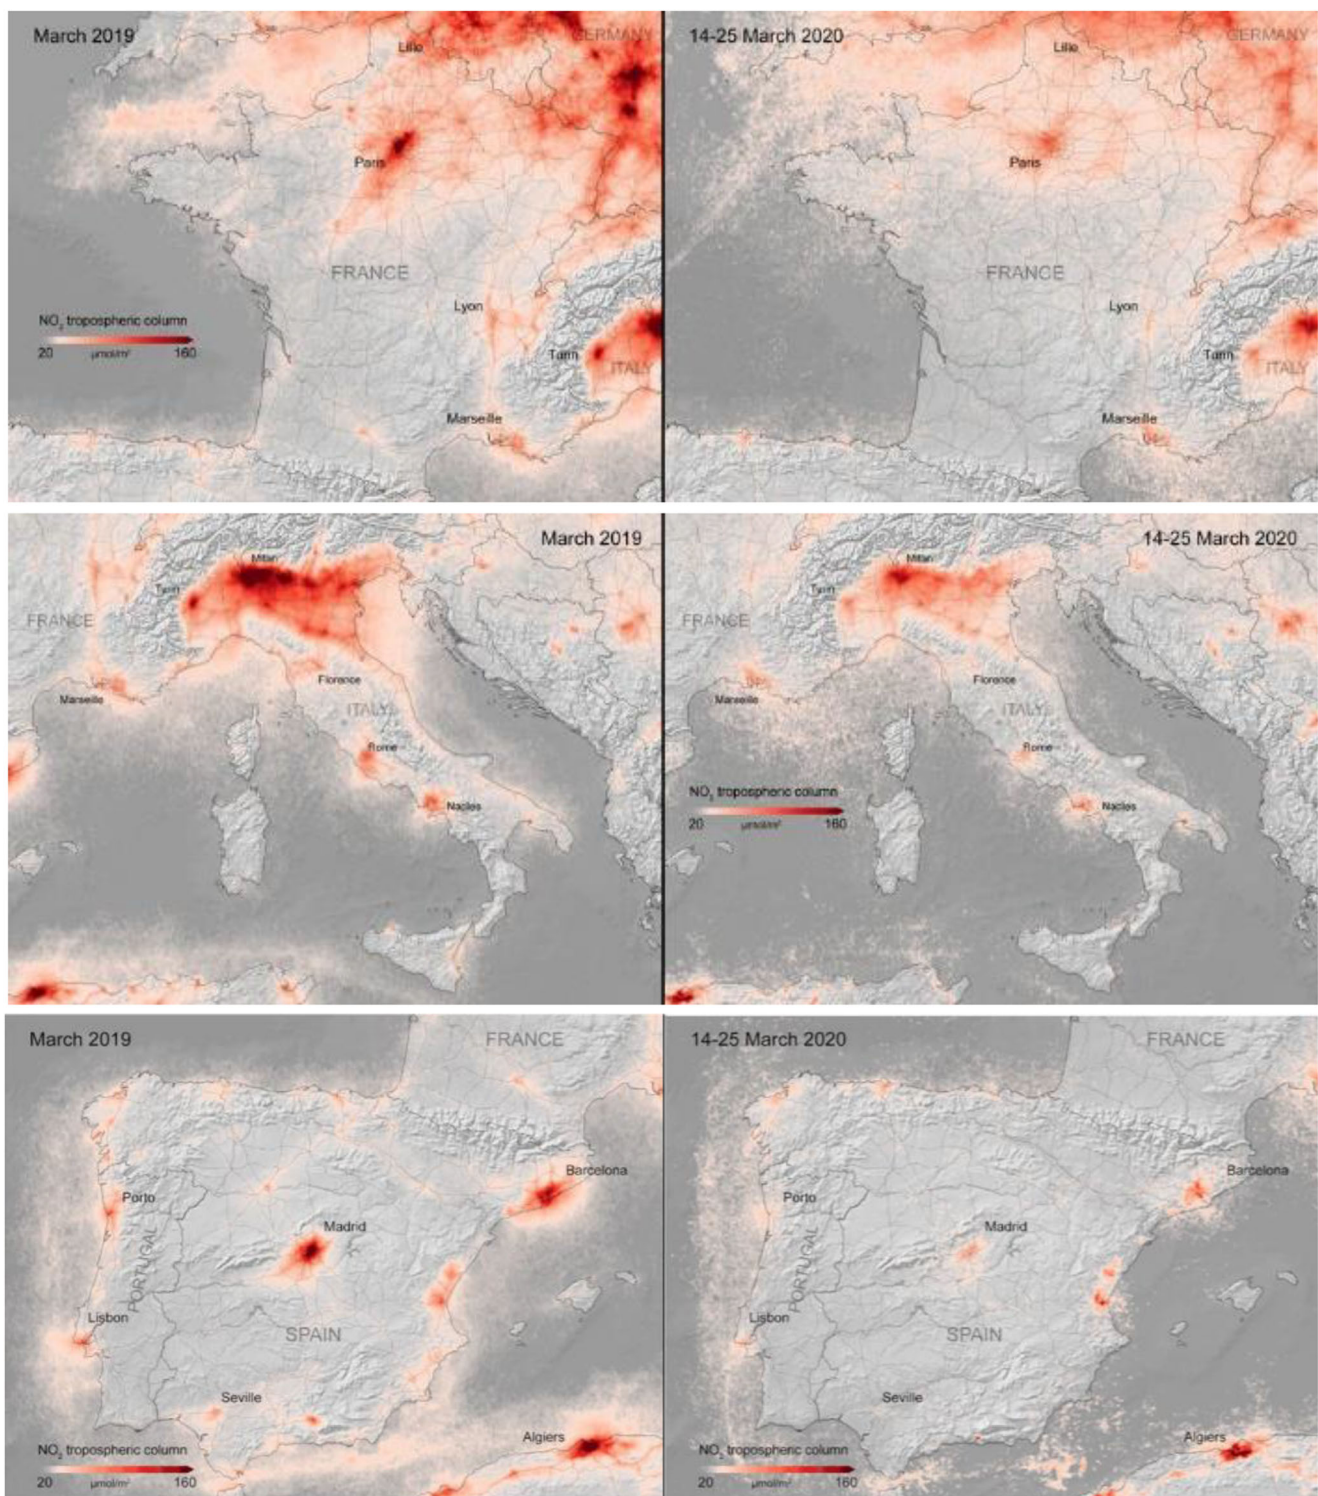 March 2019
14-25 March 2020
Lille
GERMANY
Lille
GERMANY
Paris
Paris
FRANCE
FRANCE
Lyon
Lyon
NO₂ tropospheric column
20 μmol/m² 160
Turin
ITALY
Turin
ITALY
Marseille
Marseille
March 2019
14-25 March 2020
Milan
Milan
Turin
Turin
FRANCE
FRANCE
Florence
Florence
Marseille
Marseille
ITALY
ITALY
Rome
Rome
NO₂ tropospheric column
20 μmol/m² 160
Naples
Naples
March 2019
FRANCE
14-25 March 2020
FRANCE
Barcelona
Barcelona
Porto
Porto
Madrid
Madrid
PORTUGAL
PORTUGAL
Lisbon
Lisbon
SPAIN
SPAIN
Seville
Seville
Algiers
Algiers
NO₂ tropospheric column
20 μmol/m² 160
NO₂ tropospheric column
20 μmol/m² 160